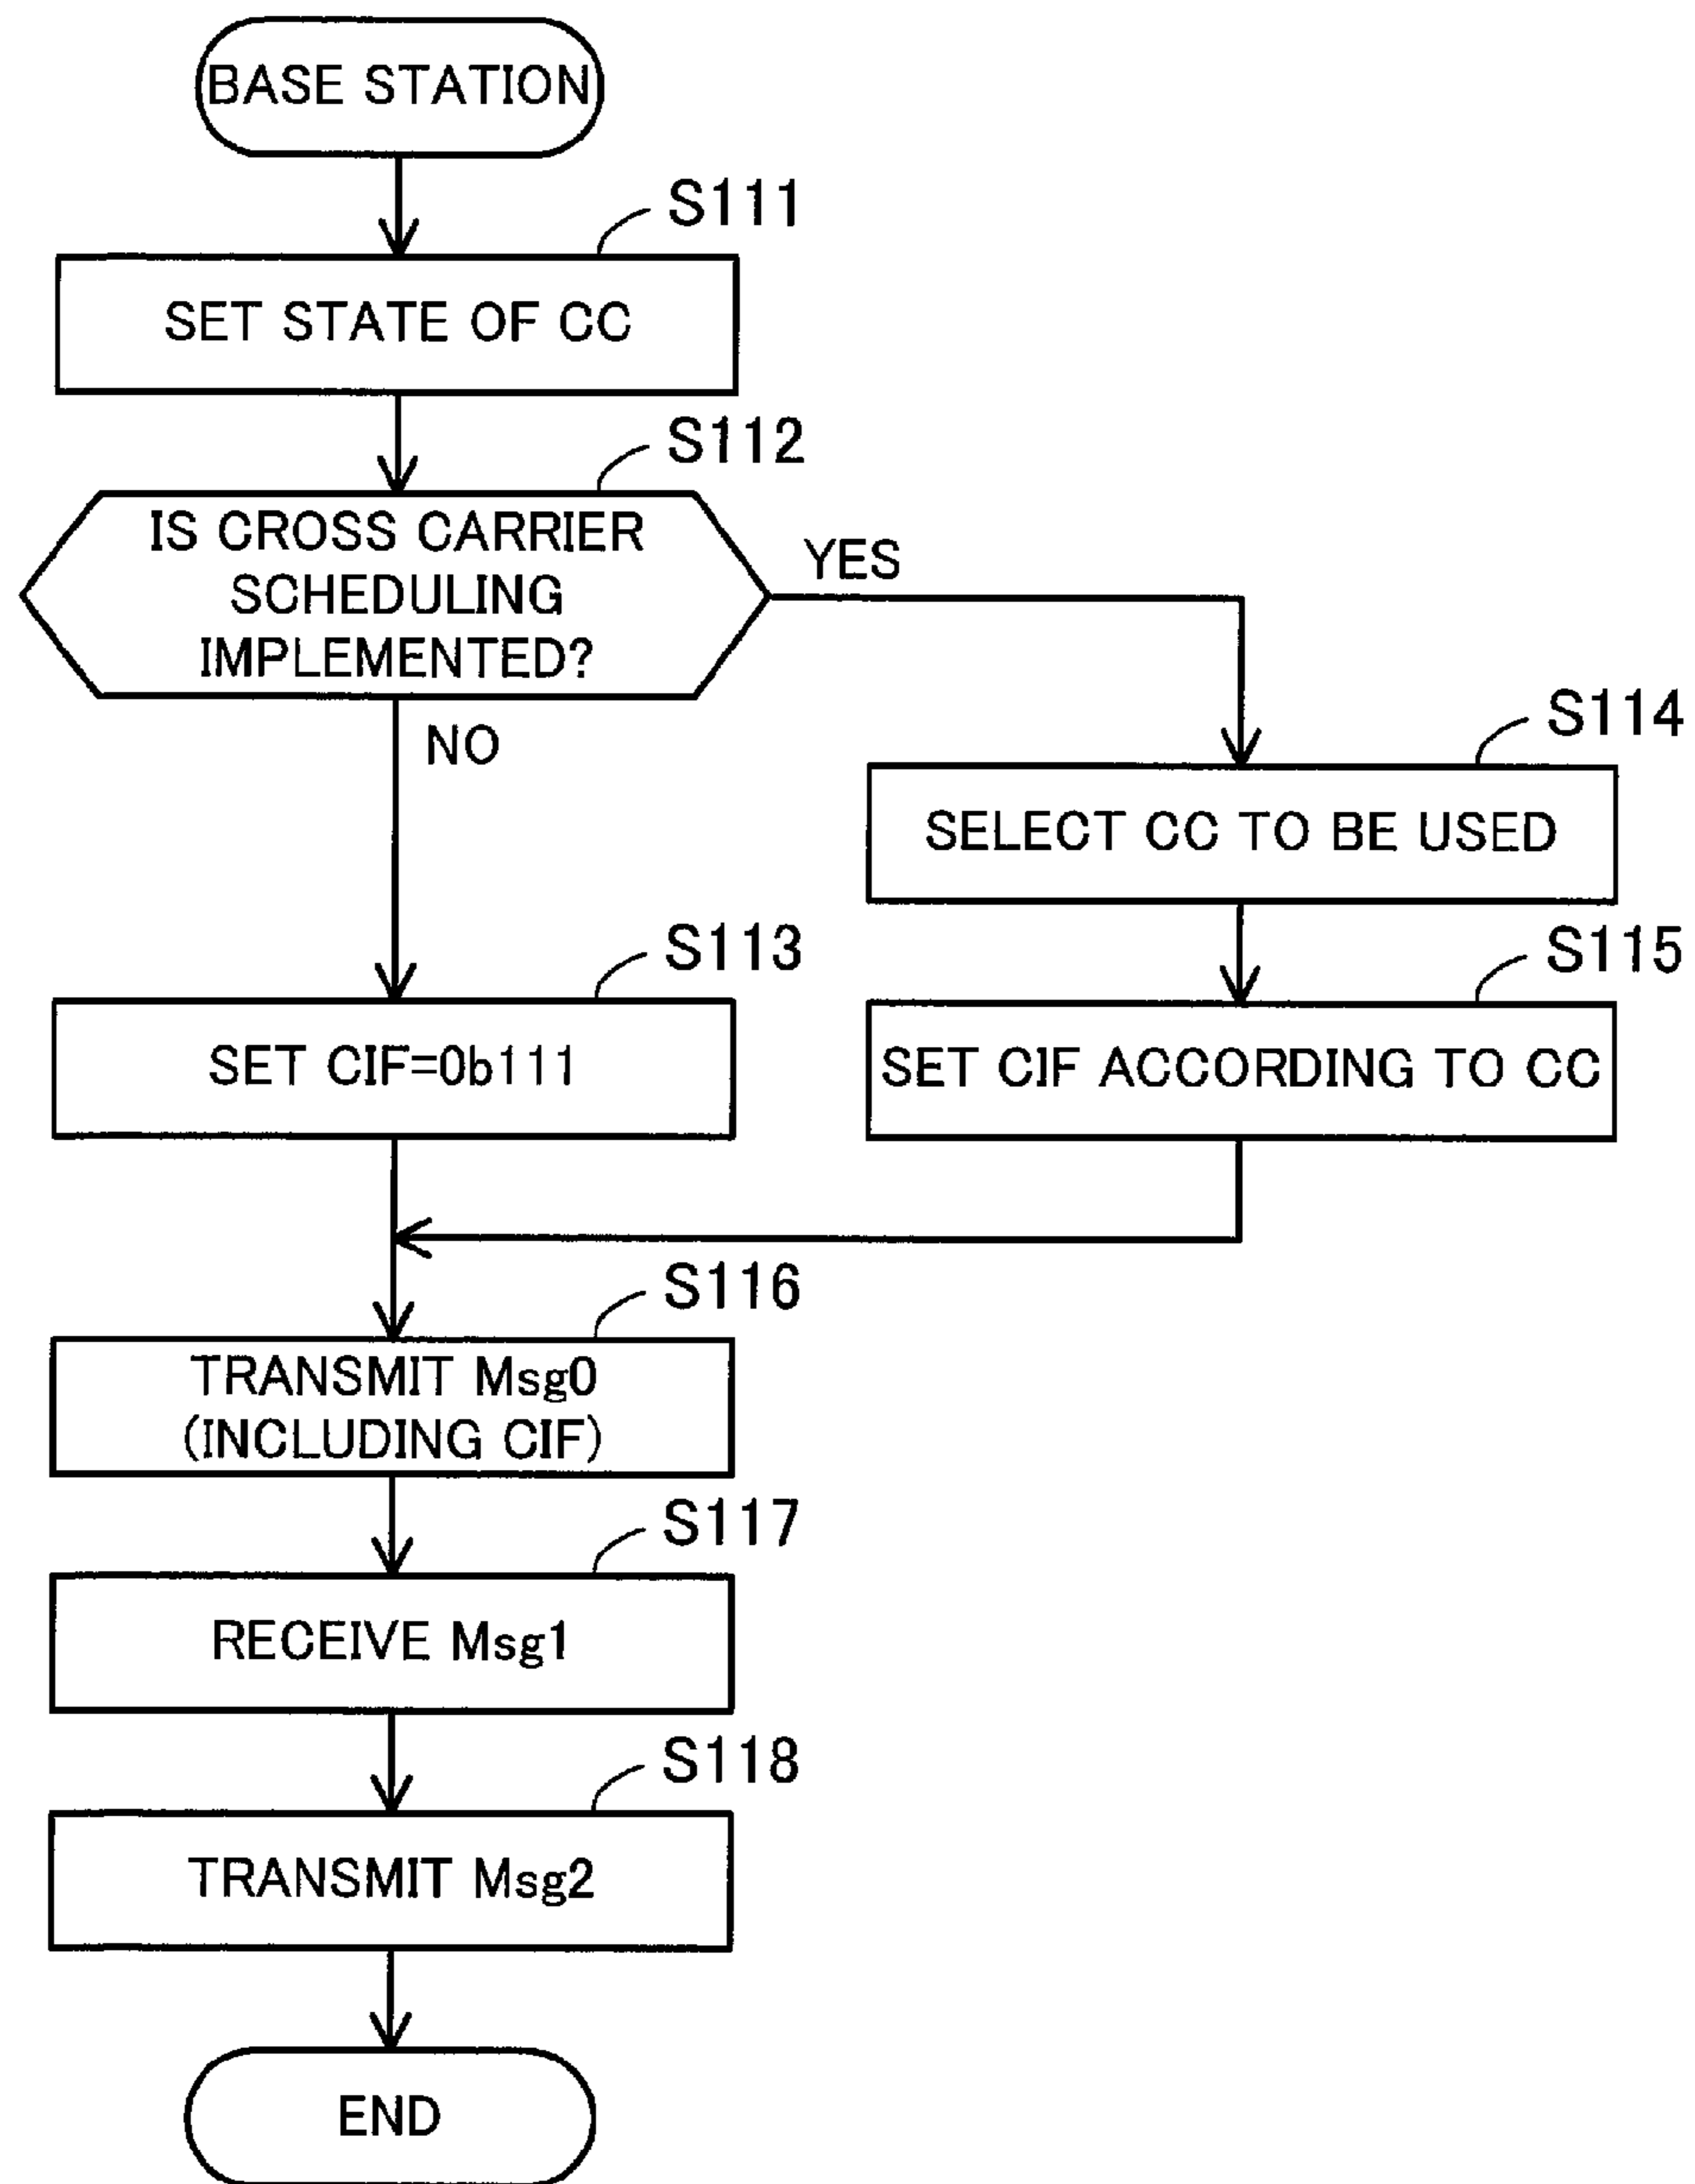 BASE STATION
S111
SET STATE OF CC
S112
IS CROSS CARRIER
SCHEDULING
IMPLEMENTED?
YES
NO
S114
SELECT CC TO BE USED
S113
SET CIF=0b111
S115
SET CIF ACCORDING TO CC
S116
TRANSMIT Msg0
(INCLUDING CIF)
S117
RECEIVE Msg1
S118
TRANSMIT Msg2
END